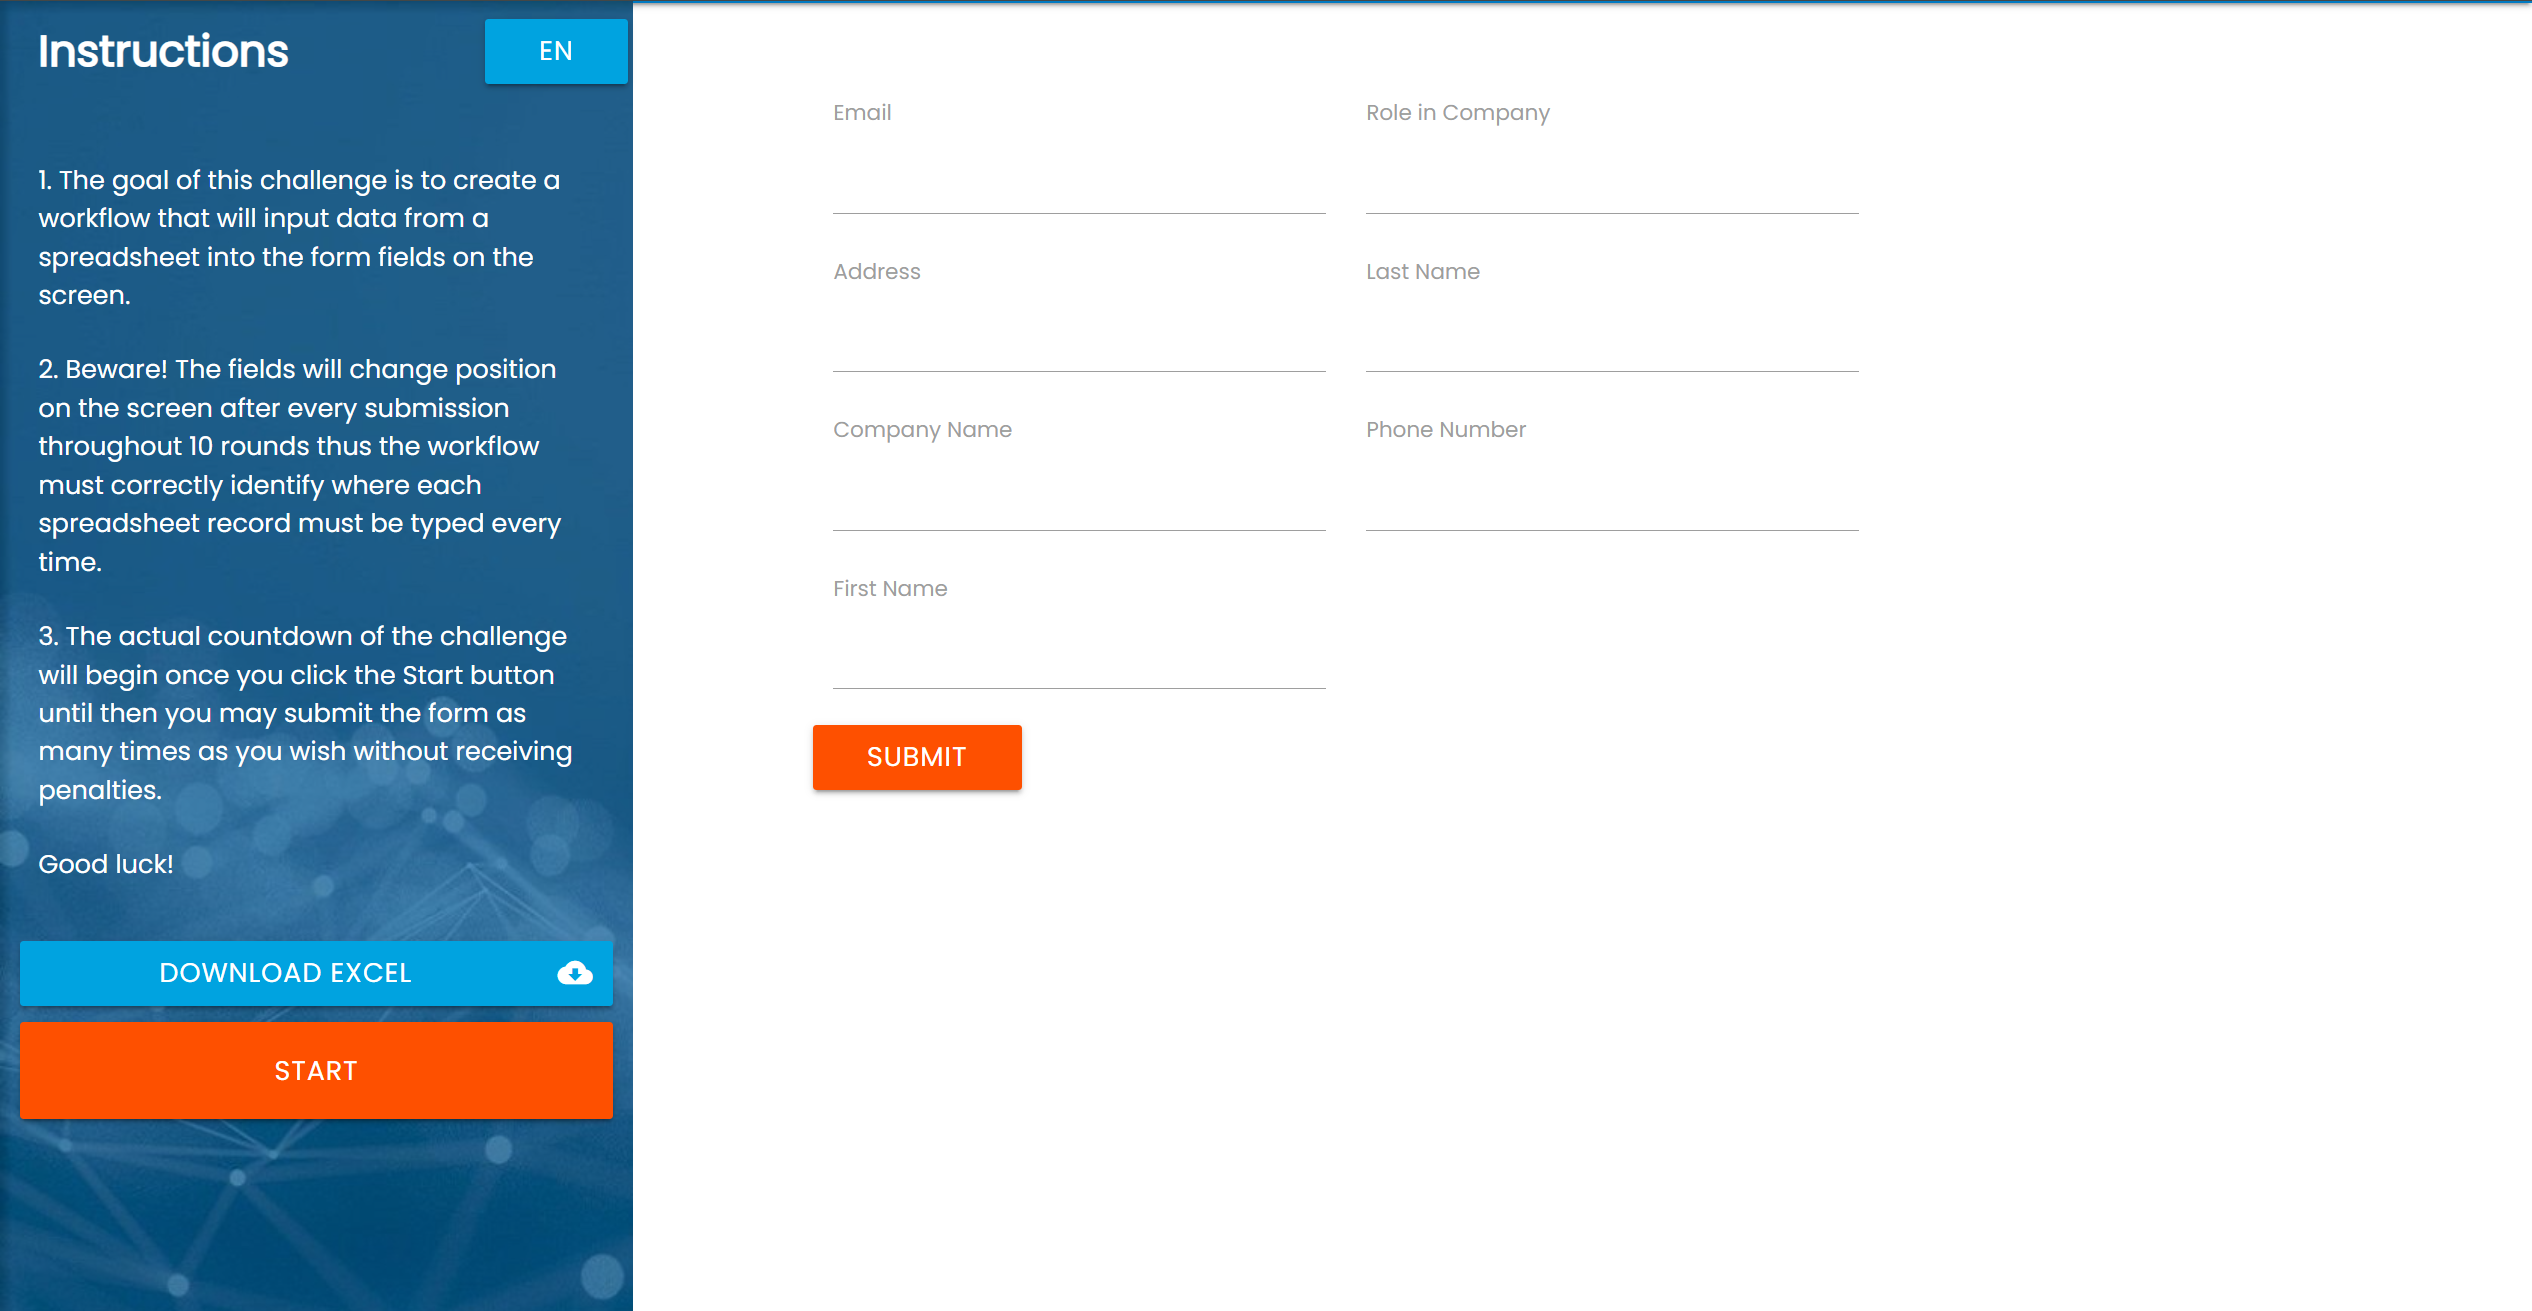 Instructions
EN
1. The goal of this challenge is to create a
workflow that will input data from a
spreadsheet into the form fields on the
screen.
2. Beware! The fields will change position
on the screen after every submission
throughout 10 rounds thus the workflow
must correctly identify where each
spreadsheet record must be typed every
time.
3. The actual countdown of the challenge
will begin once you click the Start button
until then you may submit the form as
many times as you wish without receiving
penalties.
Good luck!
DOWNLOAD EXCEL
START
Email
Role in Company
Address
Last Name
Company Name
Phone Number
First Name
SUBMIT